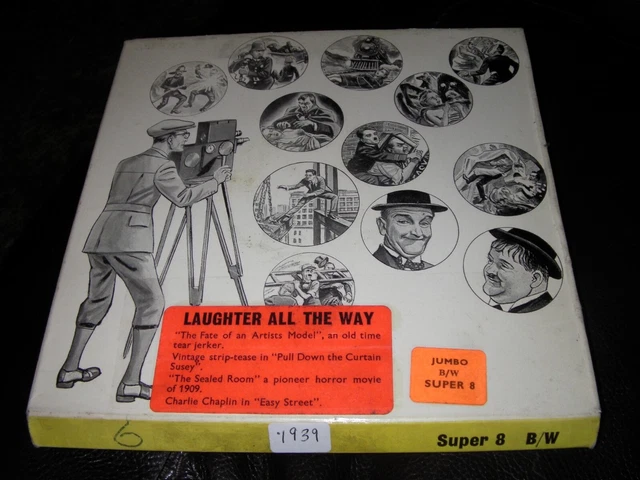 LAUGHTER ALL THE WAY
"The Fate of an Artists Model", an old time
tear jerker.
Vintage strip-tease in "Pull Down the Curtain
Susey".
"The Sealed Room" a pioneer horror movie
of 1909.
Charlie Chaplin in "Easy Street".
JUMBO
B/W
SUPER 8
6
·1939
Super 8 B/W